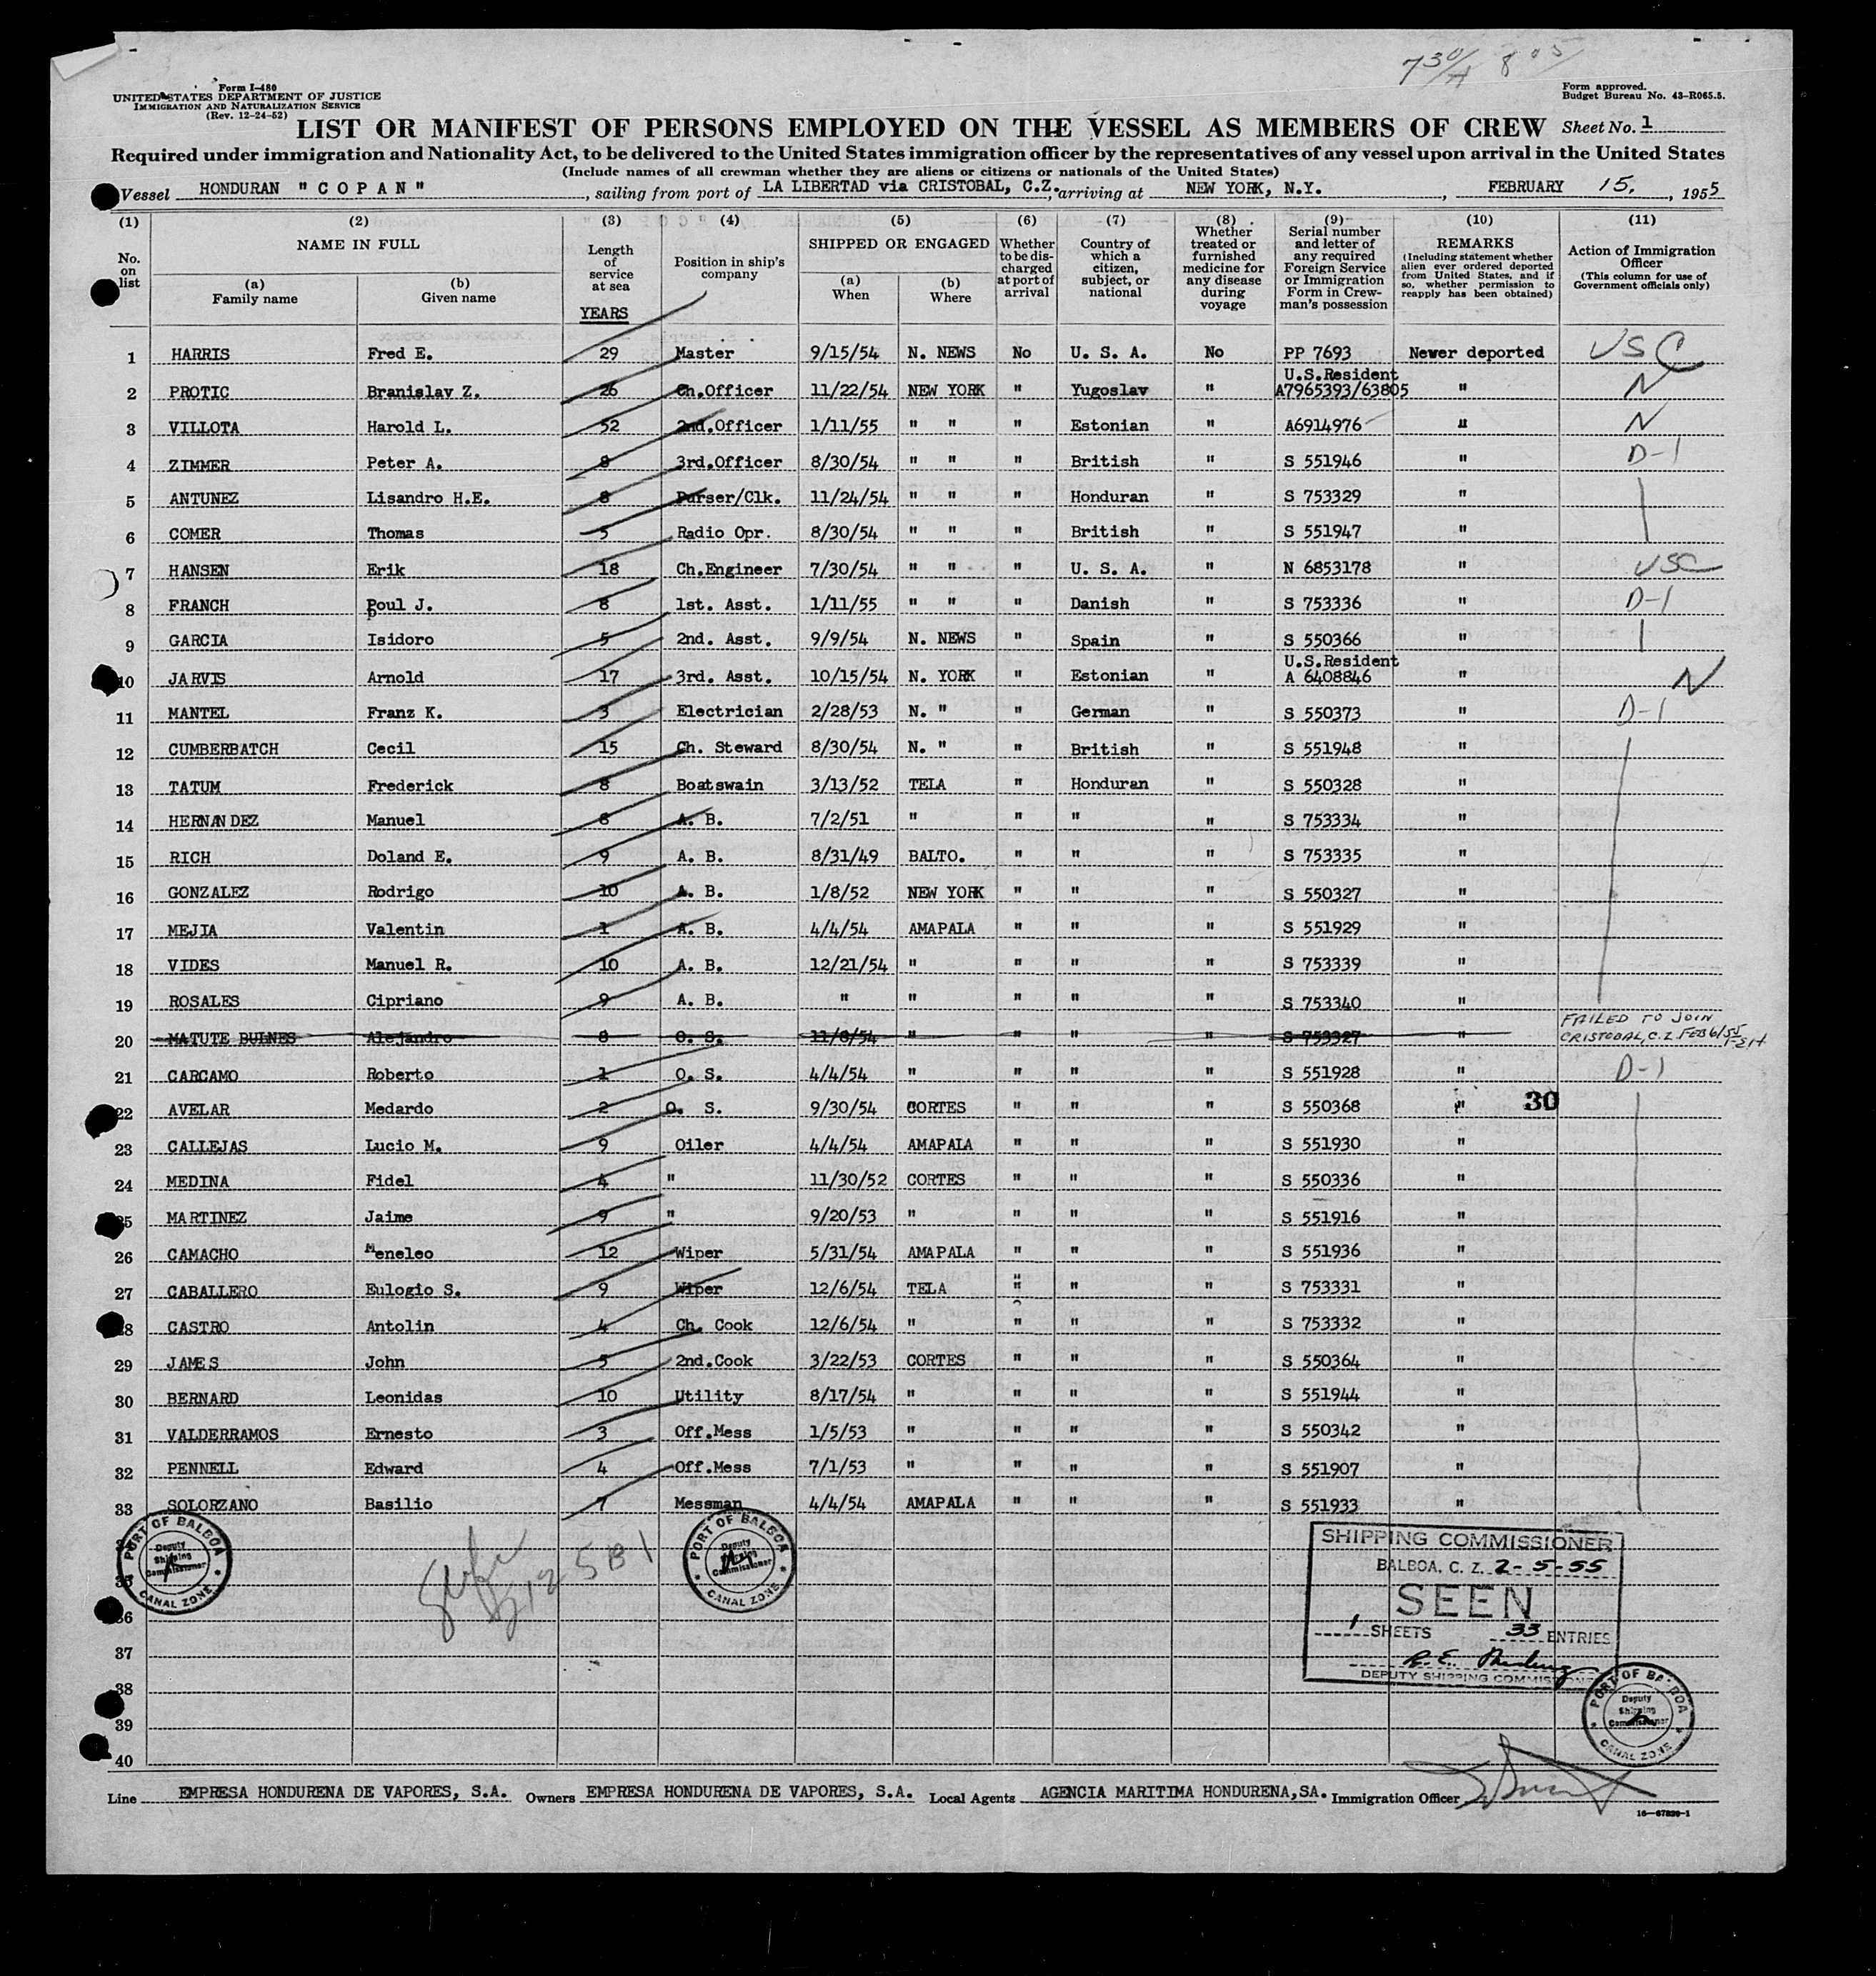 730/A 805
Form I-480
UNITED STATES DEPARTMENT OF JUSTICE
IMMIGRATION AND NATURALIZATION SERVICE
(Rev. 12-24-52)
Form approved.
Budget Bureau No. 43-R065.5.
LIST OR MANIFEST OF PERSONS EMPLOYED ON THE VESSEL AS MEMBERS OF CREW Sheet No. 1
Required under immigration and Nationality Act, to be delivered to the United States immigration officer by the representatives of any vessel upon arrival in the United States
(Include names of all crewman whether they are aliens or citizens or nationals of the United States)
Vessel HONDURAN "COPAN", sailing from port of LA LIBERTAD via CRISTOBAL, C.Z., arriving at NEW YORK, N.Y., FEBRUARY 15, 1955
(1) (2) (3) (4) (5) (6) (7) (8) (9) (10) (11)
No. on list
NAME IN FULL
(a) Family name
(b) Given name
Length of service at sea
YEARS
Position in ship's company
SHIPPED OR ENGAGED
(a) When
(b) Where
Whether to be discharged at port of arrival
Country of which a citizen, subject, or national
Whether treated or furnished medicine for any disease during voyage
Serial number and letter of any required Foreign Service or Immigration Form in Crewman's possession
REMARKS
(Including statement whether alien ever ordered deported from United States, and if so, whether permission to reapply has been obtained)
Action of Immigration Officer
(This column for use of Government officials only)
1 HARRIS Fred E. 29 Master 9/15/54 N. NEWS No U. S. A. No PP 7693 Never deported USC
2 PROTIC Branislav Z. 26 Ch.Officer 11/22/54 NEW YORK " Yugoslav " U.S.Resident A7965393/63805 " N
3 VILLOTA Harold L. 52 2nd.Officer 1/11/55 " " " Estonian " A6914976 " N
4 ZIMMER Peter A. 8 3rd.Officer 8/30/54 " " " British " S 551946 " D-1
5 ANTUNEZ Lisandro H.E. 8 Purser/Clk. 11/24/54 " " " Honduran " S 753329 "
6 COMER Thomas 5 Radio Opr. 8/30/54 " " " British " S 551947 "
7 HANSEN Erik 18 Ch.Engineer 7/30/54 " " " U. S. A. " N 6853178 " USC
8 FRANCH Poul J. 8 1st. Asst. 1/11/55 " " " Danish " S 753336 " D-1
9 GARCIA Isidoro 5 2nd. Asst. 9/9/54 N. NEWS " Spain " S 550366 "
10 JARVIS Arnold 17 3rd. Asst. 10/15/54 N. YORK " Estonian " U.S.Resident A 6408846 " N
11 MANTEL Franz K. 3 Electrician 2/28/53 N. " " German " S 550373 " D-1
12 CUMBERBATCH Cecil 15 Ch. Steward 8/30/54 N. " " British " S 551948 "
13 TATUM Frederick 8 Boatswain 3/13/52 TELA " Honduran " S 550328 "
14 HERNANDEZ Manuel 8 A. B. 7/2/51 " " " " S 753334 "
15 RICH Doland E. 9 A. B. 8/31/49 BALTO. " " " S 753335 "
16 GONZALEZ Rodrigo 10 A. B. 1/8/52 NEW YORK " " " S 550327 "
17 MEJIA Valentin 1 A. B. 4/4/54 AMAPALA " " " S 551929 "
18 VIDES Manuel R. 10 A. B. 12/21/54 " " " " S 753339 "
19 ROSALES Cipriano 9 A. B. " " " " " S 753340 "
20 MATUTE BULNES Alejandro 8 O. S. 11/8/54 " " " " S 753327 " FAILED TO JOIN CRISTOBAL, C.Z. FEB 6/55
21 CARCAMO Roberto 1 O. S. 4/4/54 " " " " S 551928 " D-1
22 AVELAR Medardo 2 O. S. 9/30/54 CORTES " " " S 550368 " 30
23 CALLEJAS Lucio M. 9 Oiler 4/4/54 AMAPALA " " " S 551930 "
24 MEDINA Fidel 4 " 11/30/52 CORTES " " " S 550336 "
25 MARTINEZ Jaime 9 " 9/20/53 " " " " S 551916 "
26 CAMACHO Meneleo 12 Wiper 5/31/54 AMAPALA " " " S 551936 "
27 CABALLERO Eulogio S. 9 Wiper 12/6/54 TELA " " " S 753331 "
28 CASTRO Antolin 4 Ch. Cook 12/6/54 " " " " S 753332 "
29 JAMES John 5 2nd.Cook 3/22/53 CORTES " " " S 550364 "
30 BERNARD Leonidas 10 Utility 8/17/54 " " " " S 551944 "
31 VALDERRAMOS Ernesto 3 Off.Mess 1/5/53 " " " " S 550342 "
32 PENNELL Edward 4 Off.Mess 7/1/53 " " " " S 551907 "
33 SOLORZANO Basilio 7 Messman 4/4/54 AMAPALA " " " S 551933 "
PORT OF BALBOA
Deputy Shipping Commissioner
CANAL ZONE
PORT OF BALBOA
Deputy Shipping Commissioner
CANAL ZONE
SHIPPING COMMISSIONER
BALBOA, C. Z. 2-5-55
SEEN
1 SHEETS 33 ENTRIES
R. E.
DEPUTY SHIPPING COMMISSIONER
PORT OF BALBOA
Deputy Shipping Commissioner
CANAL ZONE
36
37
38
39
40
Line EMPRESA HONDURENA DE VAPORES, S.A. Owners EMPRESA HONDURENA DE VAPORES, S.A. Local Agents AGENCIA MARITIMA HONDURENA,SA. Immigration Officer
16-67820-1